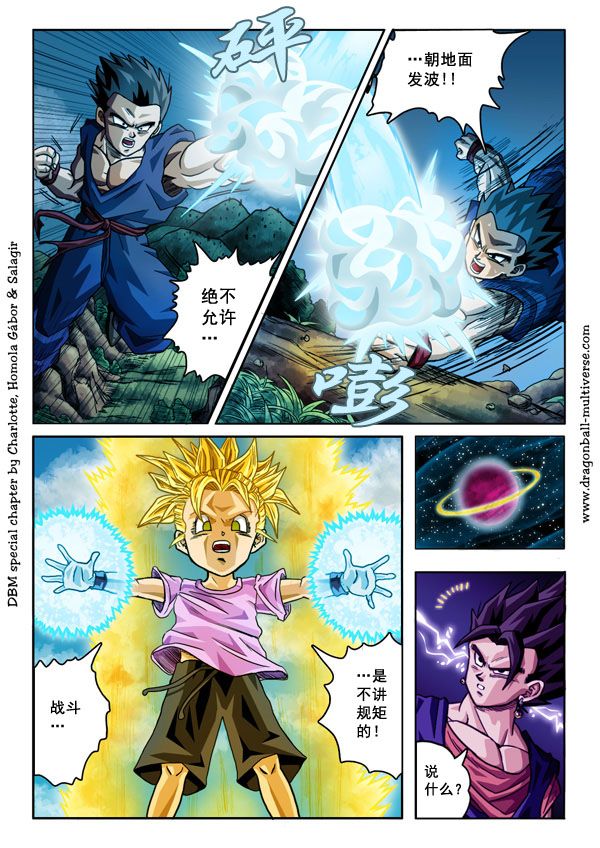 砰
…朝地面
发波!!
绝不
允许
…
嘭
战斗
…
…是
讲矩
不规
的!
说
什么?
DBM special chapter by Charlotte, Homola Gábor & Salagir
www.dragonball-multiverse.com